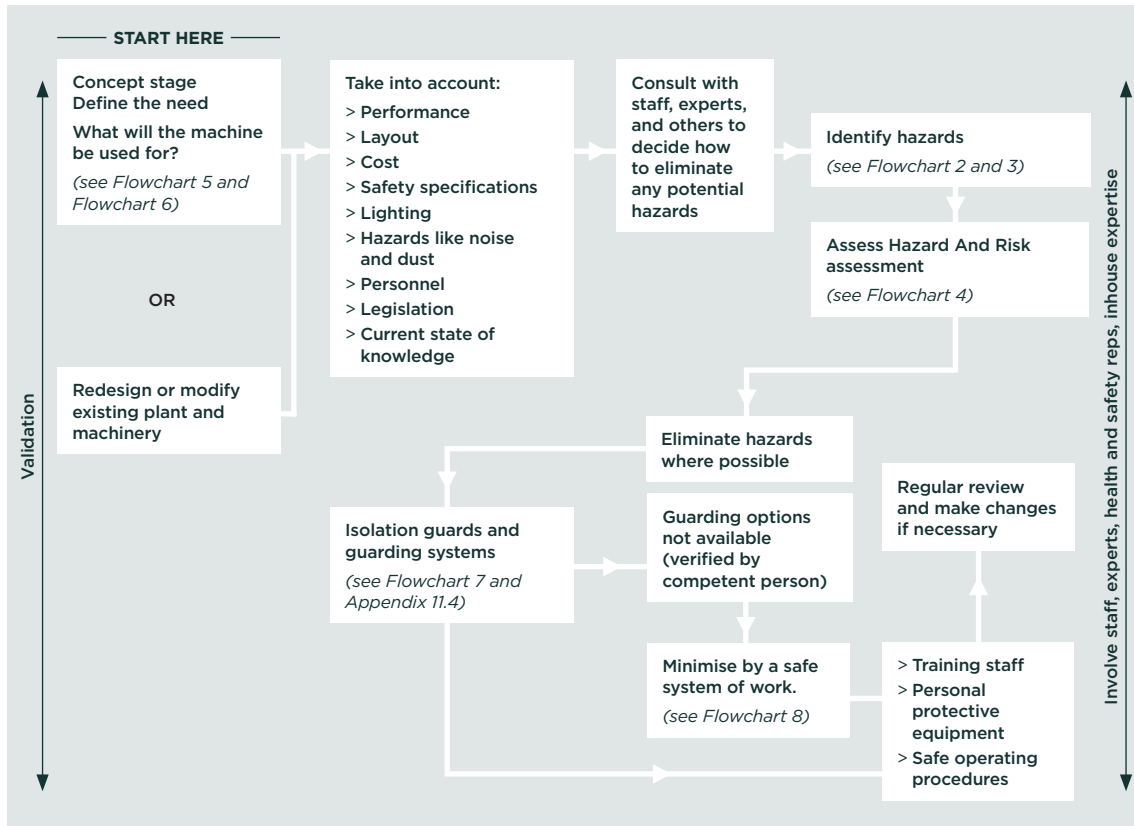 START HERE
Concept stage
Define the need
What will the machine
be used for?
(see Flowchart 5 and
Flowchart 6)
OR
Redesign or modify
existing plant and
machinery
Take into account:
> Performance
> Layout
> Cost
> Safety specifications
> Lighting
> Hazards like noise
and dust
> Personnel
> Legislation
> Current state of
knowledge
Consult with
staff, experts,
and others to
decide how
to eliminate
any potential
hazards
Identify hazards
(see Flowchart 2 and 3)
Assess Hazard And Risk
assessment
(see Flowchart 4)
Eliminate hazards
where possible
Isolation guards and
guarding systems
(see Flowchart 7 and
Appendix 11.4)
Guarding options
not available
(verified by
competent person)
Minimise by a safe
system of work.
(see Flowchart 8)
> Training staff
> Personal
protective
equipment
> Safe operating
procedures
Regular review
and make changes
if necessary
Validation
Involve staff, experts, health and safety reps, inhouse expertise